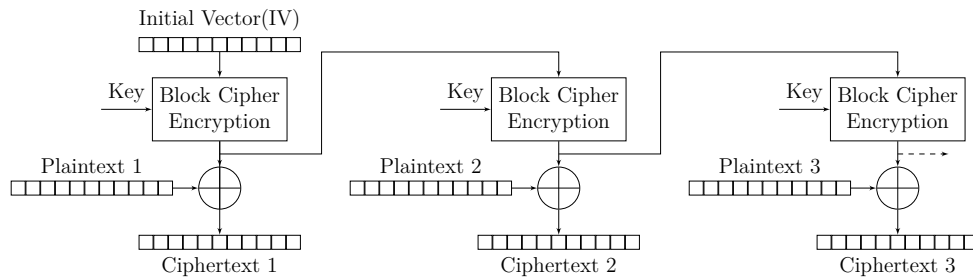 Initial Vector(IV)
Key
Block Cipher
Encryption
Key
Block Cipher
Encryption
Key
Block Cipher
Encryption
Plaintext 1
Plaintext 2
Plaintext 3
Ciphertext 1
Ciphertext 2
Ciphertext 3